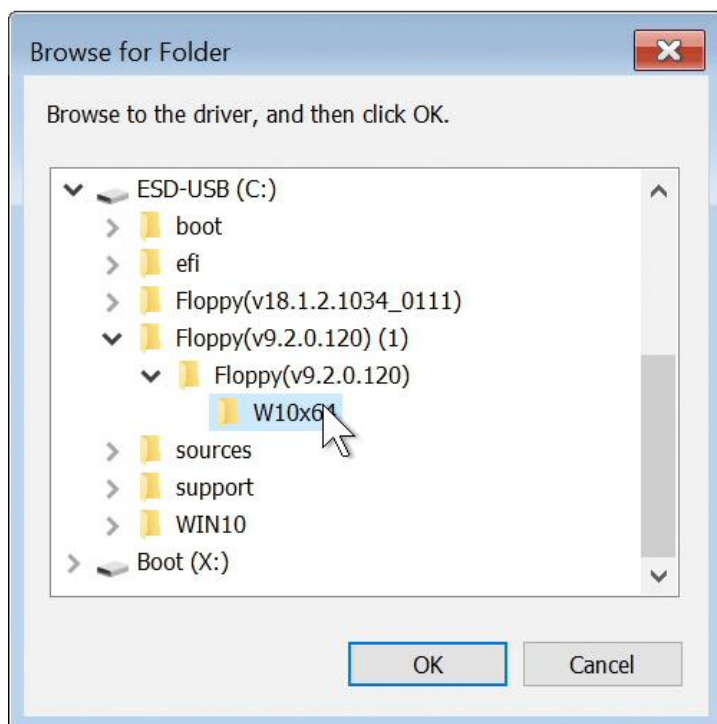 Browse for Folder
Browse to the driver, and then click OK.
ESD-USB (C:)
boot
efi
Floppy(v18.1.2.1034_0111)
Floppy(v9.2.0.120) (1)
Floppy(v9.2.0.120)
W10x64
sources
support
WIN10
Boot (X:)
OK
Cancel